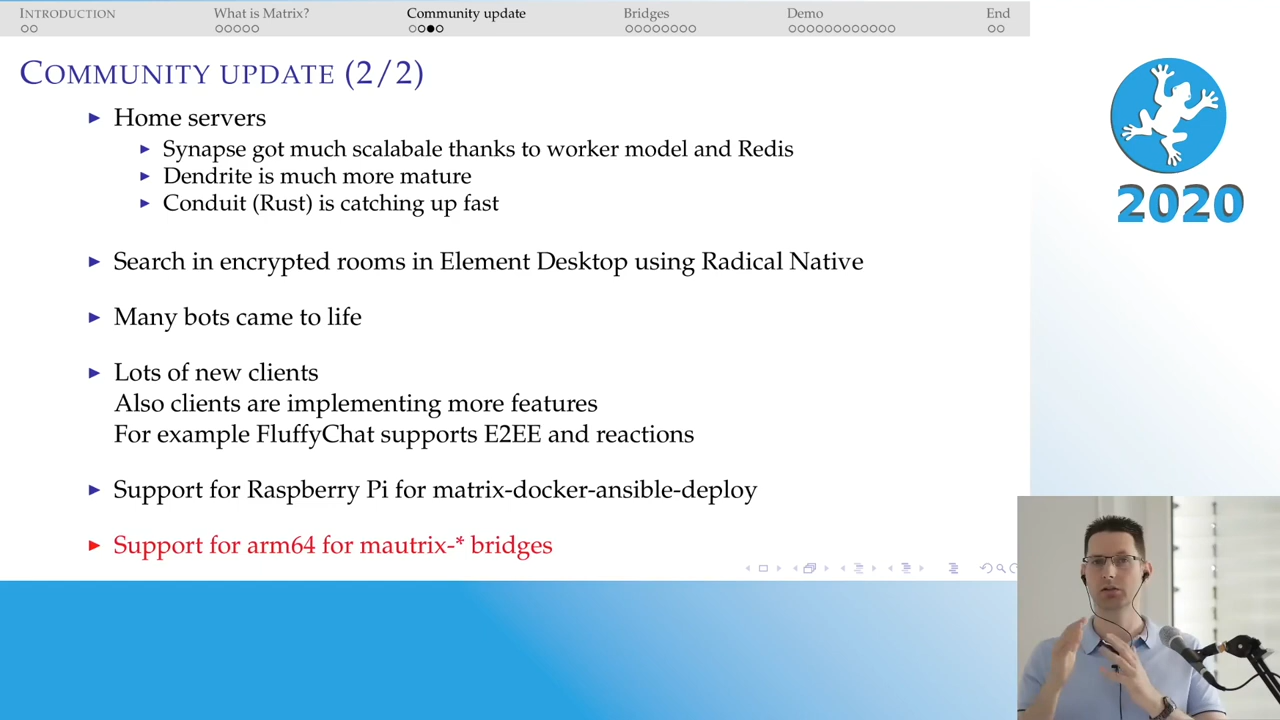 INTRODUCTION What is Matrix? Community update Bridges Demo End
COMMUNITY UPDATE (2/2)
Home servers
Synapse got much scalabale thanks to worker model and Redis
Dendrite is much more mature
Conduit (Rust) is catching up fast
Search in encrypted rooms in Element Desktop using Radical Native
Many bots came to life
Lots of new clients
Also clients are implementing more features
For example FluffyChat supports E2EE and reactions
Support for Raspberry Pi for matrix-docker-ansible-deploy
Support for arm64 for mautrix-* bridges
2020